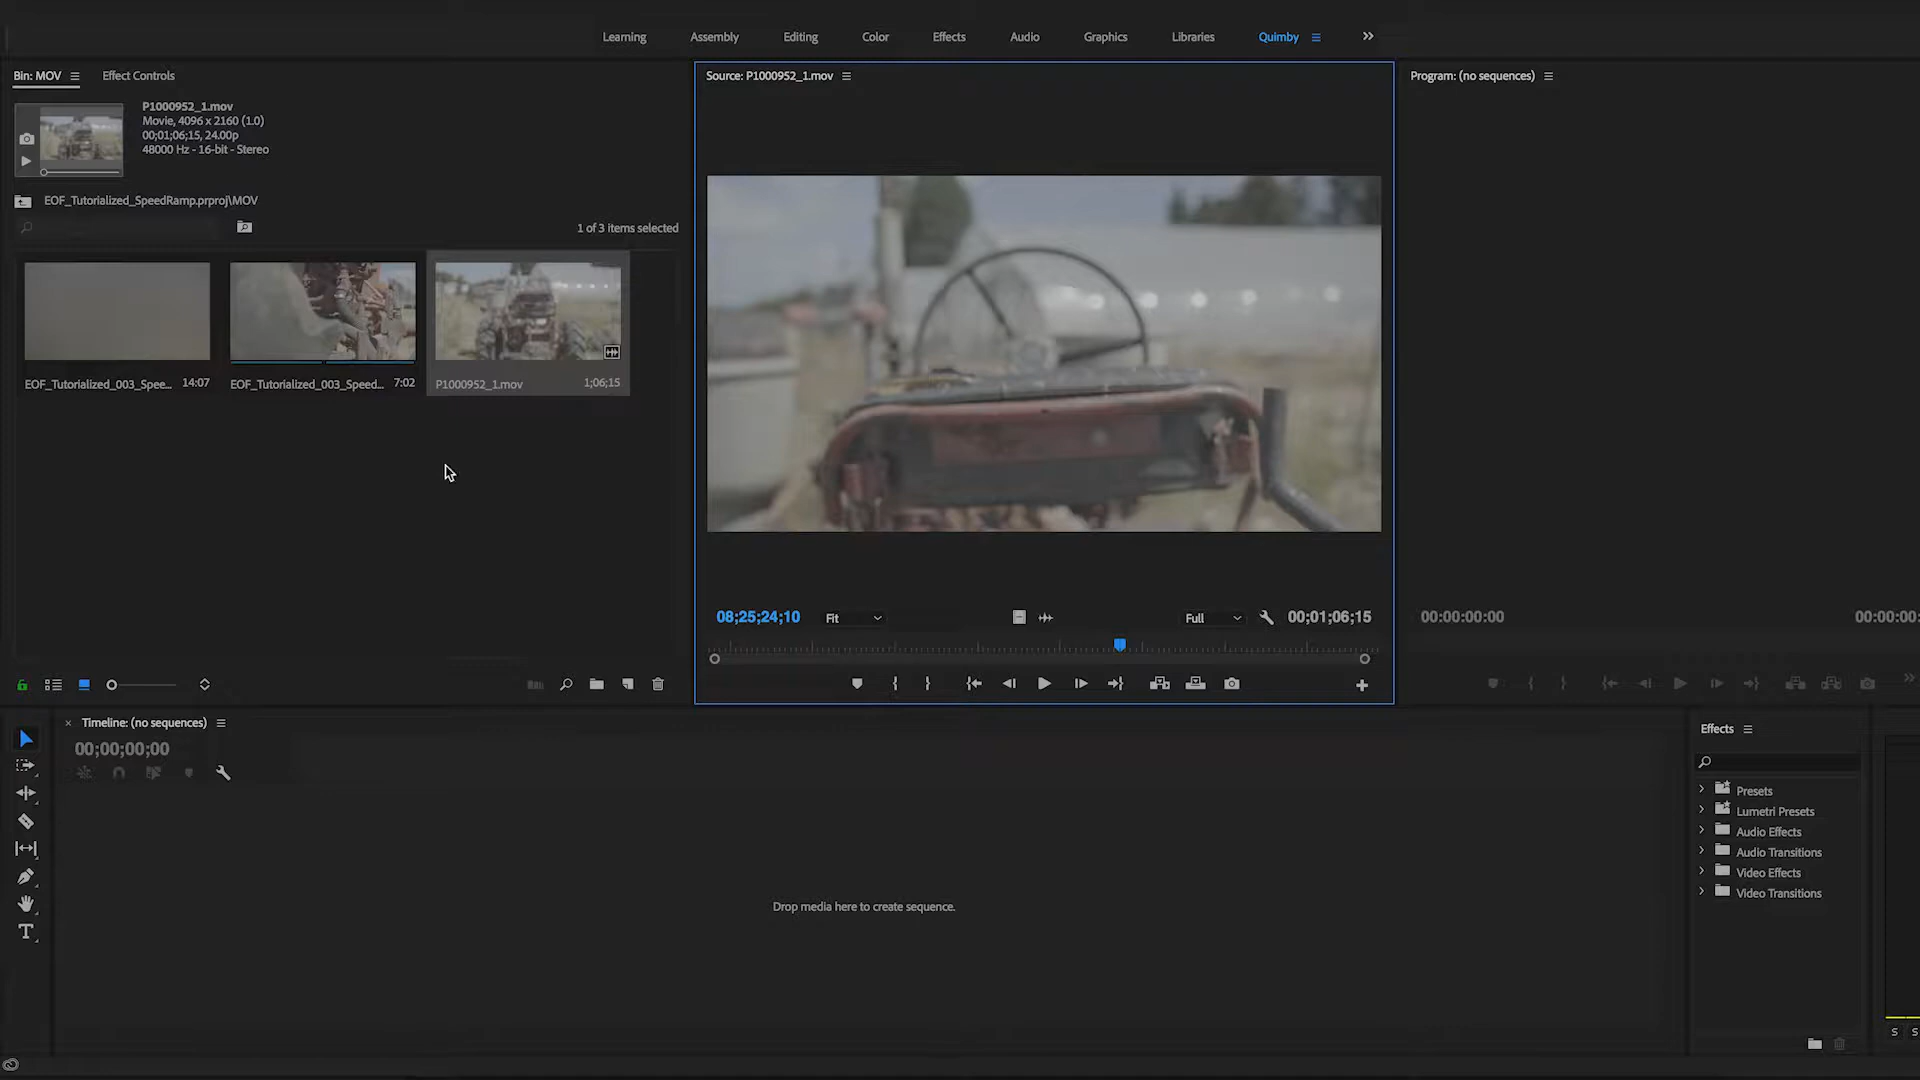 Learning Assembly Editing Color Effects Audio Graphics Libraries Quimby
Bin: MOV Effect Controls
P1000952_1.mov
Movie, 4096 x 2160 (1.0)
00;01;06;15, 24.00p
48000 Hz - 16-bit - Stereo
EOF_Tutorialized_SpeedRamp.prproj\MOV
1 of 3 items selected
EOF_Tutorialized_003_Spee... 14:07
EOF_Tutorialized_003_Speed... 7:02
P1000952_1.mov 1;06;15
Source: P1000952_1.mov
08;25;24;10 Fit Full 00;01;06;15
Program: (no sequences)
00:00:00:00 00:00:00:
Timeline: (no sequences)
00;00;00;00
Drop media here to create sequence.
Effects
Presets
Lumetri Presets
Audio Effects
Audio Transitions
Video Effects
Video Transitions
S S